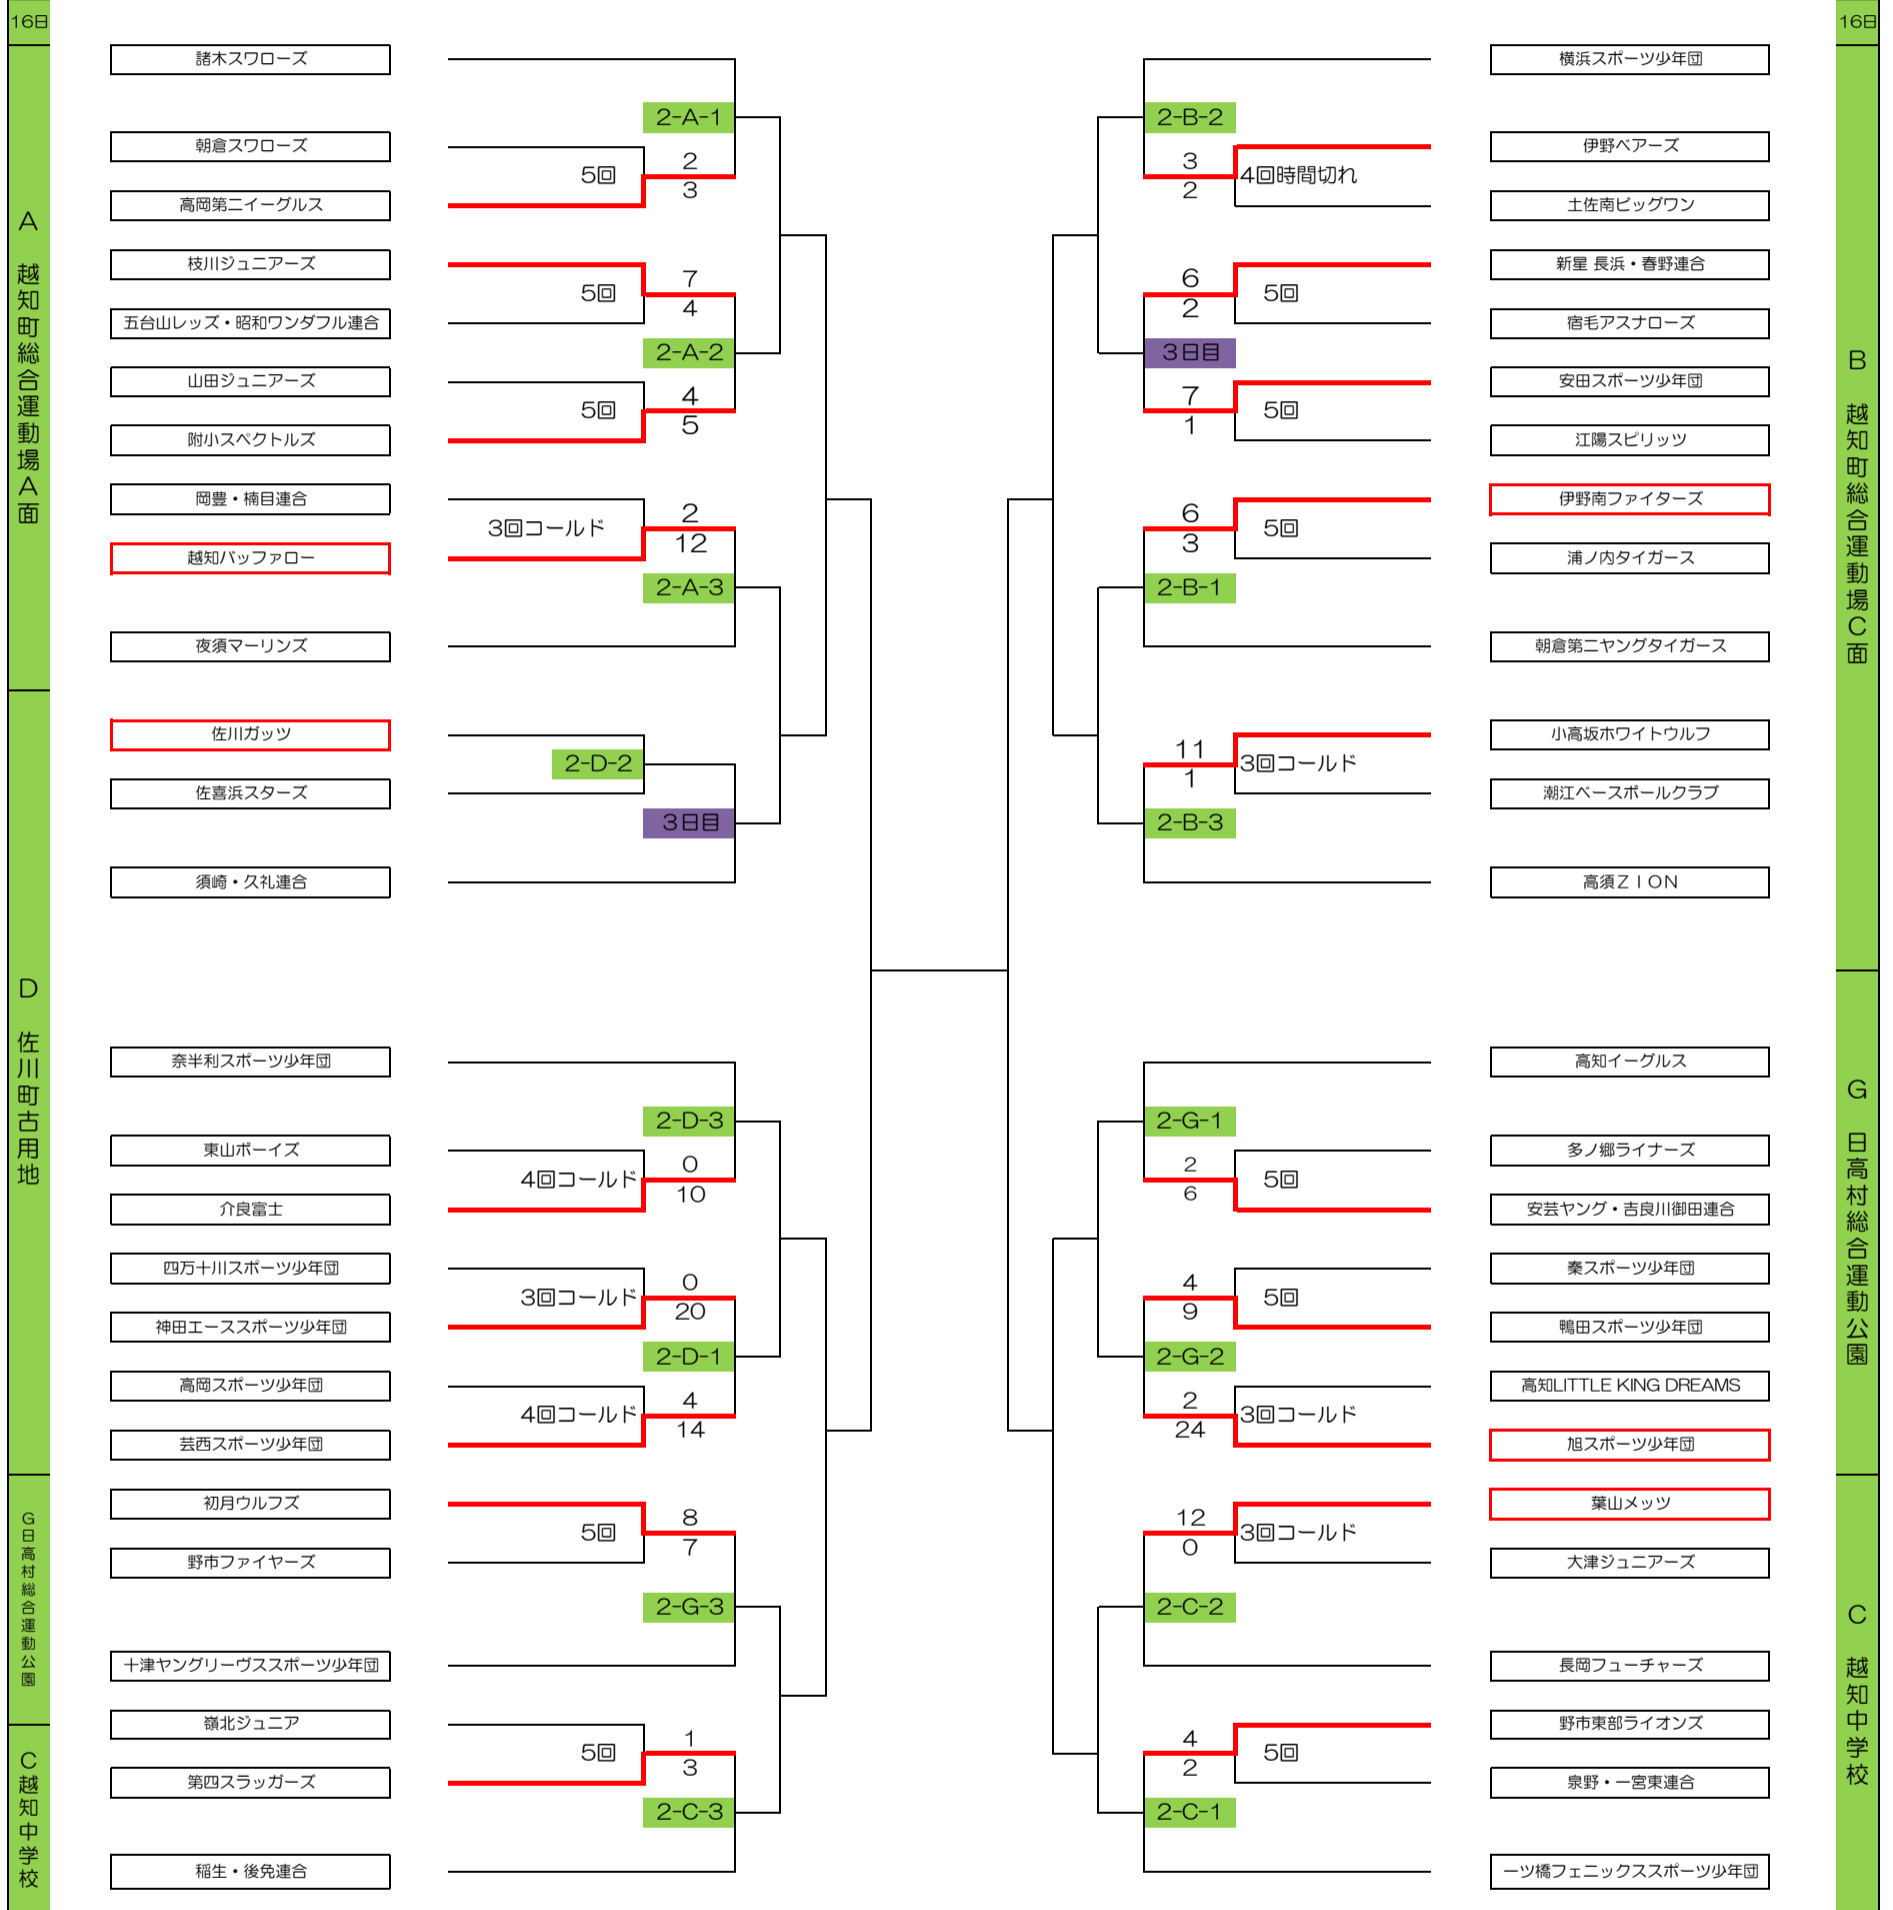 16日
A 越知町総合運動場A面
D 佐川町古用地
G日高村総合運動公園
C越知中学校
諸木スワローズ
2-A-1
朝倉スワローズ
5回
2
3
高岡第二イーグルス
枝川ジュニアーズ
5回
7
4
五台山レッズ・昭和ワンダフル連合
2-A-2
山田ジュニアーズ
5回
4
5
附小スペクトルズ
岡豊・楠目連合
3回コールド
2
12
越知バッファロー
2-A-3
夜須マーリンズ
佐川ガッツ
2-D-2
佐喜浜スターズ
3日目
須崎・久礼連合
奈半利スポーツ少年団
2-D-3
東山ボーイズ
4回コールド
0
10
介良富士
四万十川スポーツ少年団
3回コールド
0
20
神田エーススポーツ少年団
2-D-1
高岡スポーツ少年団
4回コールド
4
14
芸西スポーツ少年団
初月ウルフズ
5回
8
7
野市ファイヤーズ
2-G-3
十津ヤングリーヴススポーツ少年団
嶺北ジュニア
5回
1
3
第四スラッガーズ
2-C-3
稲生・後免連合
横浜スポーツ少年団
2-B-2
伊野ベアーズ
3
2
4回時間切れ
土佐南ビッグワン
新星 長浜・春野連合
6
2
5回
宿毛アスナローズ
3日目
安田スポーツ少年団
7
1
5回
江陽スピリッツ
伊野南ファイターズ
6
3
5回
浦ノ内タイガース
2-B-1
朝倉第二ヤングタイガース
小高坂ホワイトウルフ
11
1
3回コールド
潮江ベースボールクラブ
2-B-3
高須ZION
高知イーグルス
2-G-1
多ノ郷ライナーズ
2
6
5回
安芸ヤング・吉良川御田連合
秦スポーツ少年団
4
9
5回
鴨田スポーツ少年団
2-G-2
高知LITTLE KING DREAMS
2
24
3回コールド
旭スポーツ少年団
葉山メッツ
12
0
3回コールド
大津ジュニアーズ
2-C-2
長岡フューチャーズ
野市東部ライオンズ
4
2
5回
泉野・一宮東連合
2-C-1
一ツ橋フェニックススポーツ少年団
16日
B 越知町総合運動場C面
G 日高村総合運動公園
C 越知中学校